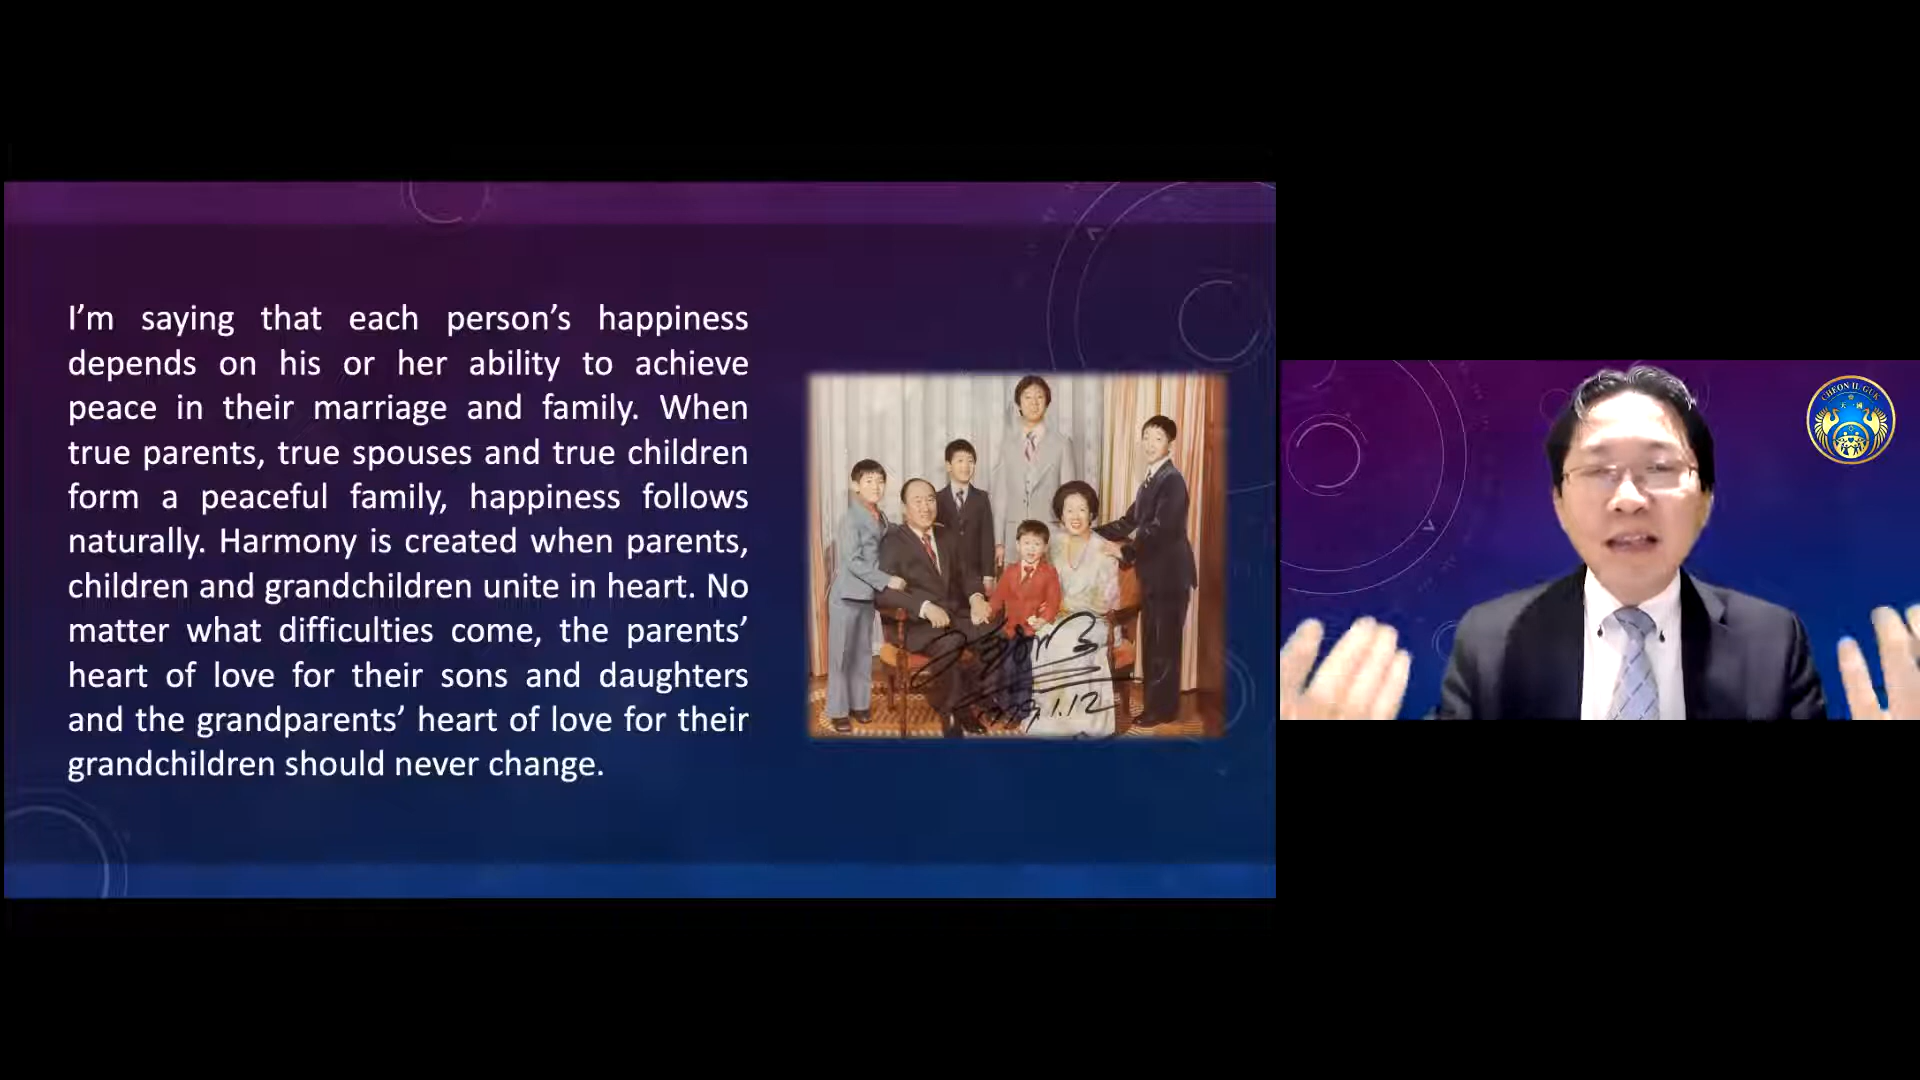 I’m saying that each person’s happiness
depends on his or her ability to achieve
peace in their marriage and family. When
true parents, true spouses and true children
form a peaceful family, happiness follows
naturally. Harmony is created when parents,
children and grandchildren unite in heart. No
matter what difficulties come, the parents’
heart of love for their sons and daughters
and the grandparents’ heart of love for their
grandchildren should never change.
CHEON IL GUK